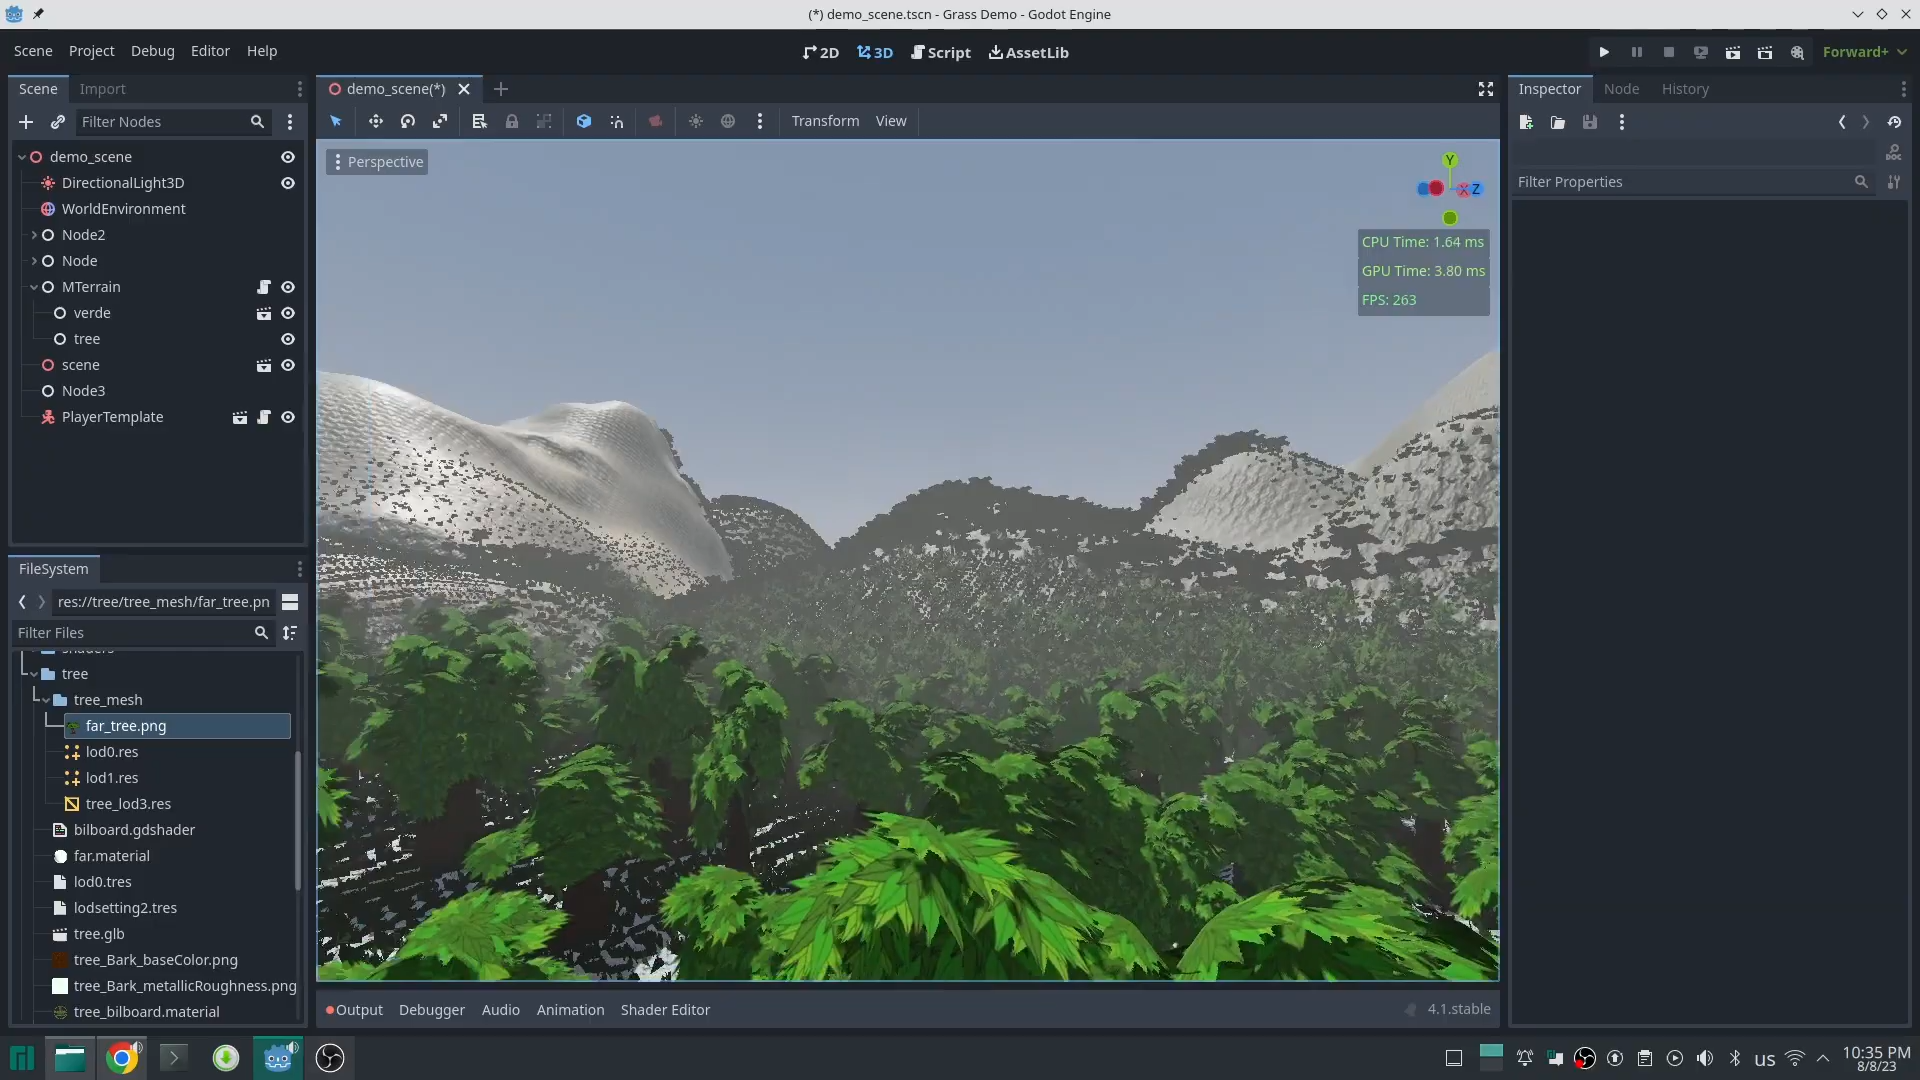 (*) demo_scene.tscn - Grass Demo - Godot Engine
Scene Project Debug Editor Help
2D 3D Script AssetLib
Forward+
Scene Import
Filter Nodes
demo_scene
DirectionalLight3D
WorldEnvironment
Node2
Node
MTerrain
verde
tree
scene
Node3
PlayerTemplate
FileSystem
res://tree/tree_mesh/far_tree.pn
Filter Files
tree
tree_mesh
far_tree.png
lod0.res
lod1.res
tree_lod3.res
bilboard.gdshader
far.material
lod0.tres
lodsetting2.tres
tree.glb
tree_Bark_baseColor.png
tree_Bark_metallicRoughness.png
tree_bilboard.material
demo_scene(*)
Transform View
Perspective
Y
X Z
CPU Time: 1.64 ms
GPU Time: 3.80 ms
FPS: 263
Output Debugger Audio Animation Shader Editor
4.1.stable
Inspector Node History
DOC
Filter Properties
us
10:35 PM
8/8/23